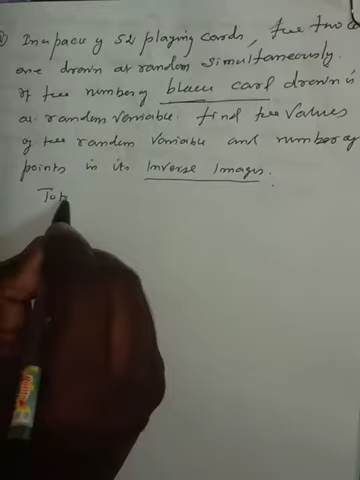 In a pack of 52 playing cards, the two cards
are drawn at random simultaneously.
If the number of black card drawn is
a random variable. Find the values
of the random variable and number of
points in its Inverse Images.
Tot